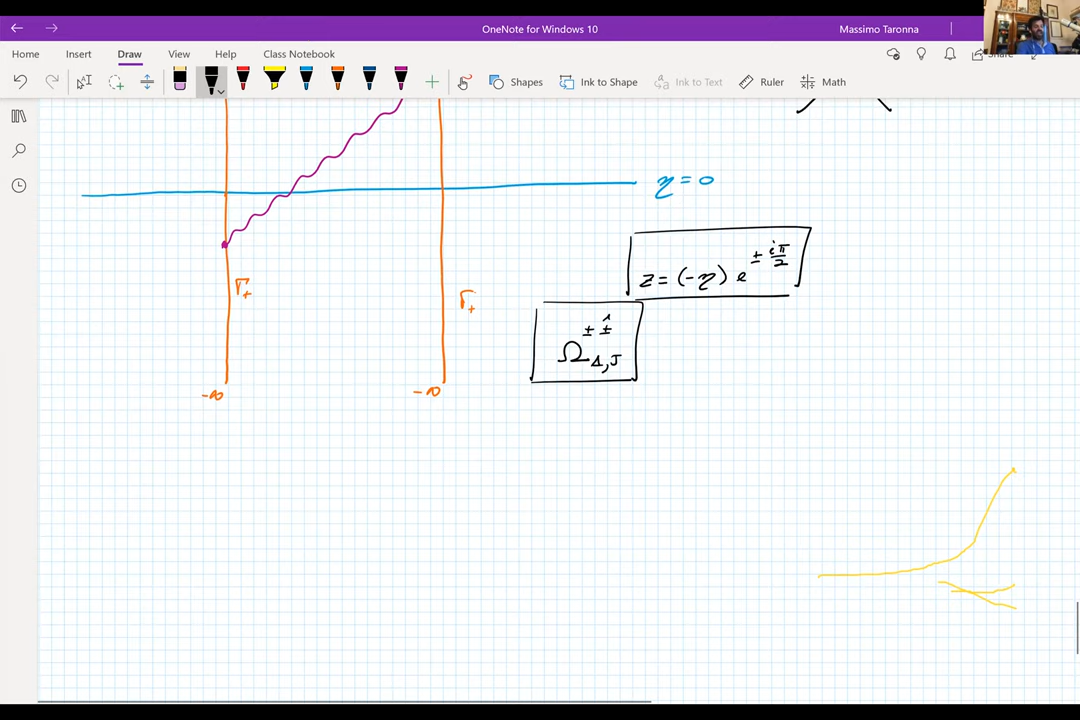 OneNote for Windows 10
Massimo Taronna
Home Insert Draw View Help Class Notebook
Share
Shapes Ink to Shape Ink to Text Ruler Math
η = 0
z = (-η) e^{± iπ/2}
Γ+
Γ+
Ω^{± ±̂}_{Δ,J}
-∞
-∞